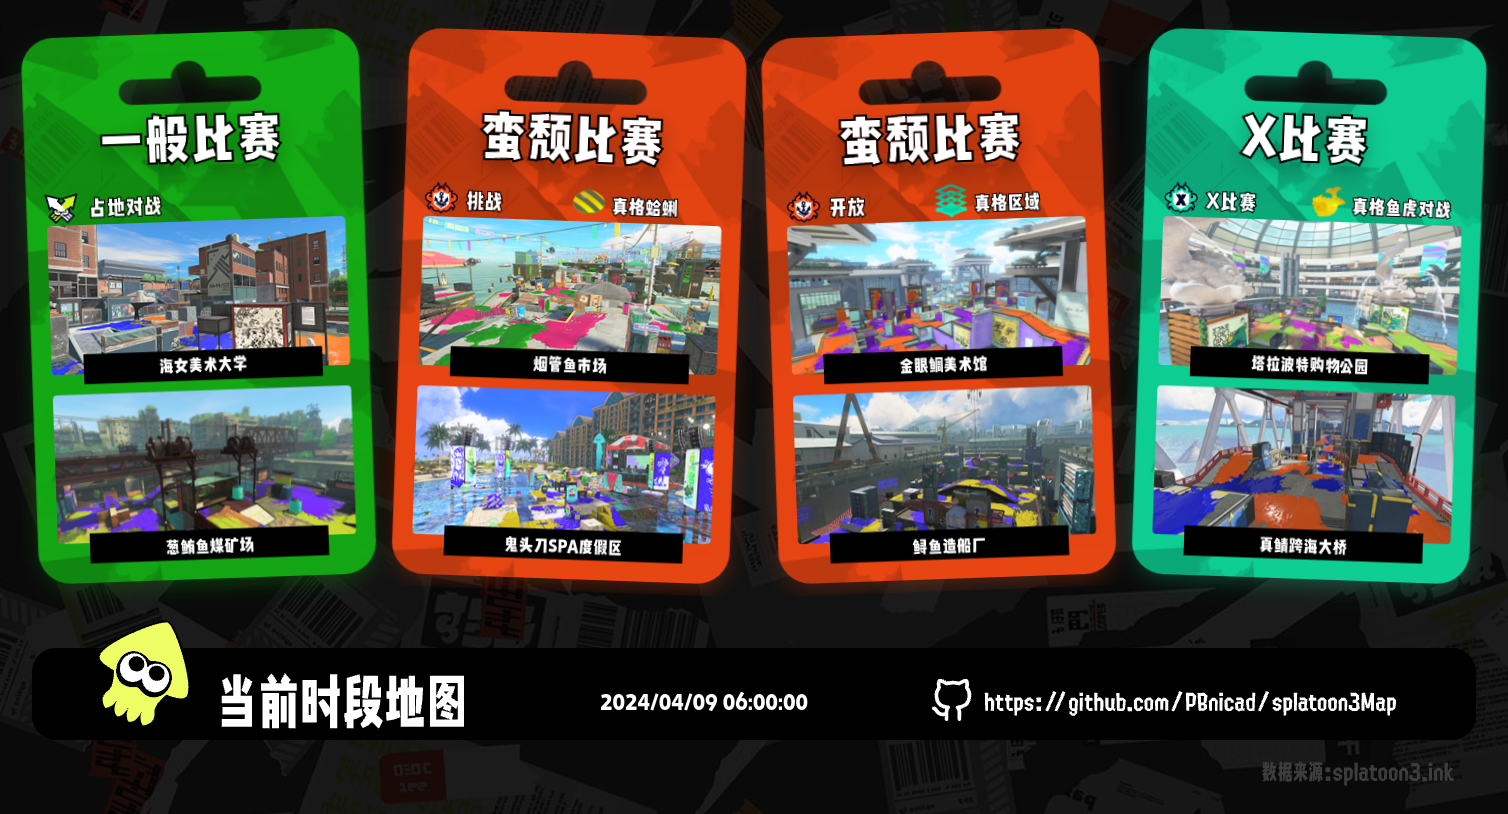 一般比赛
占地对战
海女美术大学
葱鲔鱼煤矿场
蛮颓比赛
挑战
真格蛤蜊
烟管鱼市场
鬼头刀SPA度假区
蛮颓比赛
开放
真格区域
金眼鲷美术馆
鲟鱼造船厂
X比赛
X比赛
真格鱼虎对战
塔拉波特购物公园
真鲭跨海大桥
当前时段地图
2024/04/09 06:00:00
https://github.com/PBnicad/splatoon3Map
数据来源:splatoon3.ink